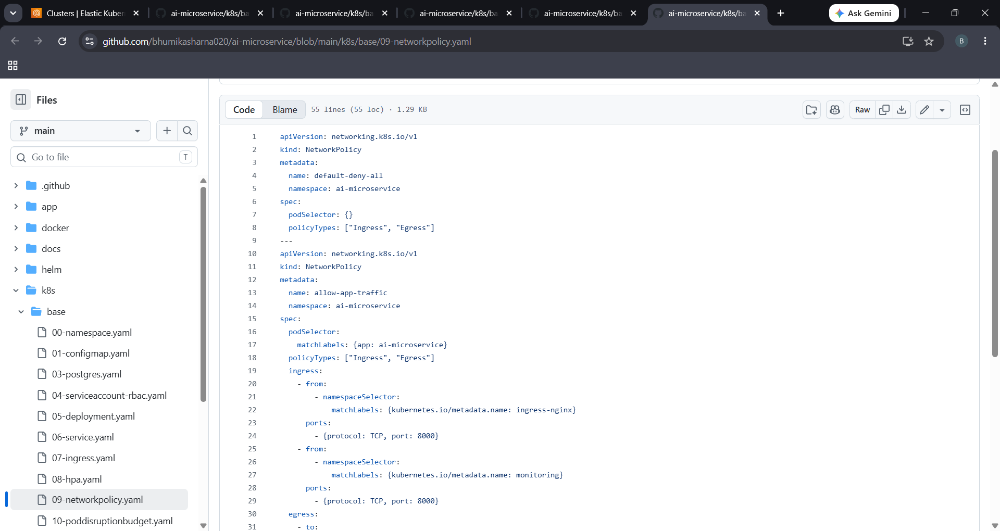 Clusters | Elastic Kuber
ai-microservice/k8s/ba
ai-microservice/k8s/ba
ai-microservice/k8s/ba
ai-microservice/k8s/ba
ai-microservice/k8s/ba
Ask Gemini
github.com/bhumikasharna020/ai-microservice/blob/main/k8s/base/09-networkpolicy.yaml
B
Files
main
Go to file
T
.github
app
docker
docs
helm
k8s
base
00-namespace.yaml
01-configmap.yaml
03-postgres.yaml
04-serviceaccount-rbac.yaml
05-deployment.yaml
06-service.yaml
07-ingress.yaml
08-hpa.yaml
09-networkpolicy.yaml
10-poddisruptionbudget.yaml
Code Blame 55 lines (55 loc) · 1.29 KB
Raw
1 apiVersion: networking.k8s.io/v1
2 kind: NetworkPolicy
3 metadata:
4 name: default-deny-all
5 namespace: ai-microservice
6 spec:
7 podSelector: {}
8 policyTypes: ["Ingress", "Egress"]
9 ---
10 apiVersion: networking.k8s.io/v1
11 kind: NetworkPolicy
12 metadata:
13 name: allow-app-traffic
14 namespace: ai-microservice
15 spec:
16 podSelector:
17 matchLabels: {app: ai-microservice}
18 policyTypes: ["Ingress", "Egress"]
19 ingress:
20 - from:
21 - namespaceSelector:
22 matchLabels: {kubernetes.io/metadata.name: ingress-nginx}
23 ports:
24 - {protocol: TCP, port: 8000}
25 - from:
26 - namespaceSelector:
27 matchLabels: {kubernetes.io/metadata.name: monitoring}
28 ports:
29 - {protocol: TCP, port: 8000}
30 egress:
31 - to: